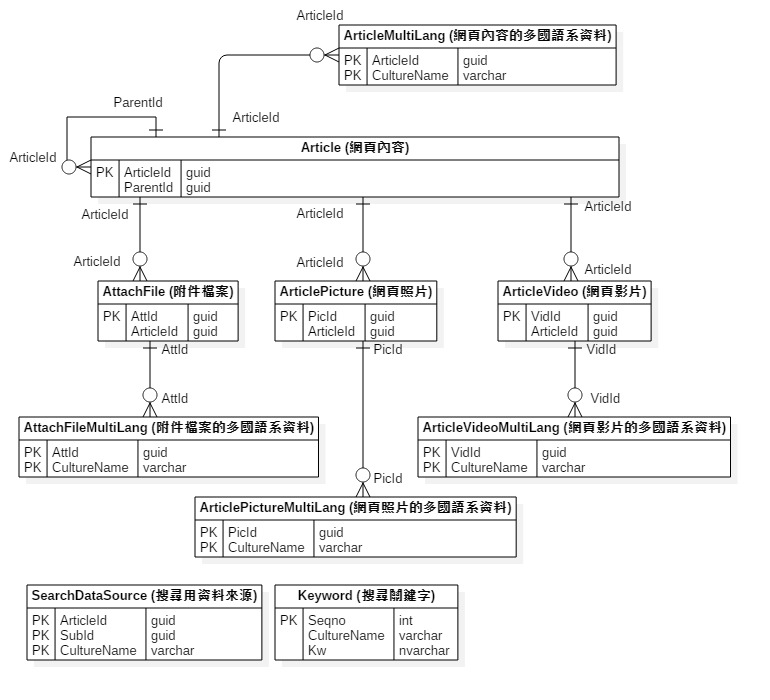 ArticleId
ArticleMultiLang (網頁內容的多國語系資料)
PK ArticleId guid
PK CultureName varchar
ParentId
ArticleId
ArticleId
Article (網頁內容)
PK ArticleId guid
ParentId guid
ArticleId
ArticleId
ArticleId
ArticleId
ArticleId
ArticleId
AttachFile (附件檔案)
PK AttId guid
ArticleId guid
ArticlePicture (網頁照片)
PK PicId guid
ArticleId guid
ArticleVideo (網頁影片)
PK VidId guid
ArticleId guid
AttId
PicId
VidId
AttId
VidId
AttachFileMultiLang (附件檔案的多國語系資料)
PK AttId guid
PK CultureName varchar
ArticleVideoMultiLang (網頁影片的多國語系資料)
PK VidId guid
PK CultureName varchar
PicId
ArticlePictureMultiLang (網頁照片的多國語系資料)
PK PicId guid
PK CultureName varchar
SearchDataSource (搜尋用資料來源)
PK ArticleId guid
PK SubId guid
PK CultureName varchar
Keyword (搜尋關鍵字)
PK Seqno int
CultureName varchar
Kw nvarchar